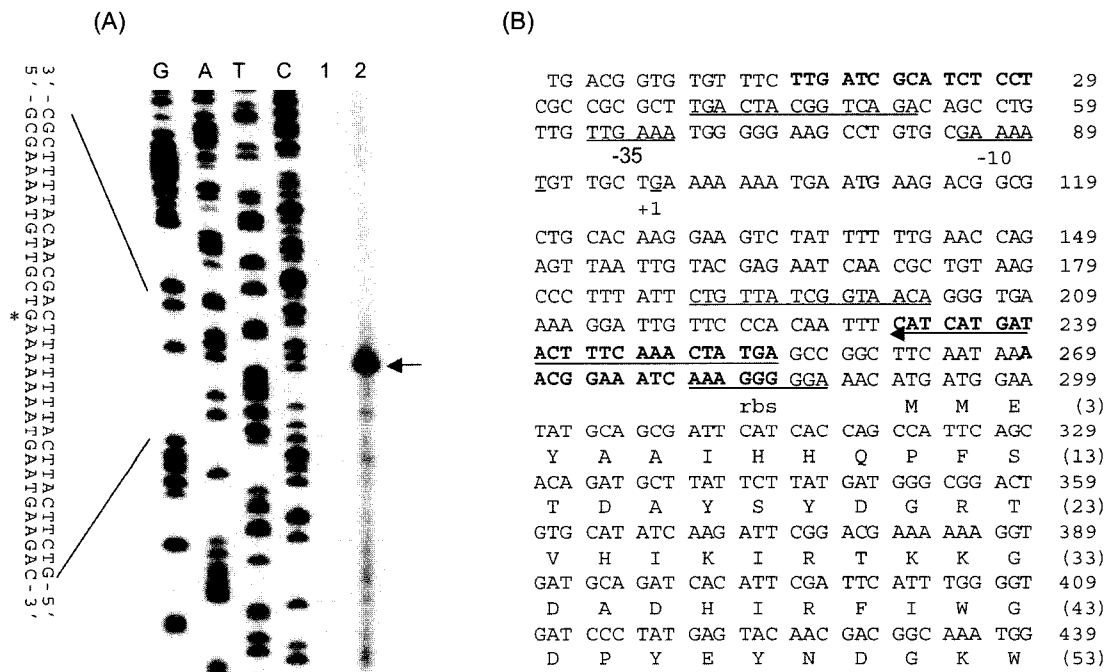 (A)
G A T C 1 2
3'-CGCTTTTACAACGACTTTTTTTACTTACTTCTG-5'
5'-GCGAAAATGTTGCTGAAAAAAATGAATGAAGAC-3'
*
(B)
TG ACG GTG TGT TTC TTG ATC GCA TCT CCT 29
CGC CGC GCT TGA CTA CGG TCA GAC AGC CTG 59
TTG TTG AAA TGG GGG AAG CCT GTG CGA AAA 89
-35 -10
TGT TGC TGA AAA AAA TGA ATG AAG ACG GCG 119
+1
CTG CAC AAG GAA GTC TAT TTT TTG AAC CAG 149
AGT TAA TTG TAC GAG AAT CAA CGC TGT AAG 179
CCC TTT ATT CTG TTA TCG GTA ACA GGG TGA 209
AAA GGA TTG TTC CCA CAA TTT CAT CAT GAT 239
ACT TTC AAA CTA TGA GCC GGC TTC AAT AAA 269
ACG GAA ATC AAA GGG GGA AAC ATG ATG GAA 299
rbs M M E (3)
TAT GCA GCG ATT CAT CAC CAG CCA TTC AGC 329
Y A A I H H Q P F S (13)
ACA GAT GCT TAT TCT TAT GAT GGG CGG ACT 359
T D A Y S Y D G R T (23)
GTG CAT ATC AAG ATT CGG ACG AAA AAA GGT 389
V H I K I R T K K G (33)
GAT GCA GAT CAC ATT CGA TTC ATT TGG GGT 409
D A D H I R F I W G (43)
GAT CCC TAT GAG TAC AAC GAC GGC AAA TGG 439
D P Y E Y N D G K W (53)